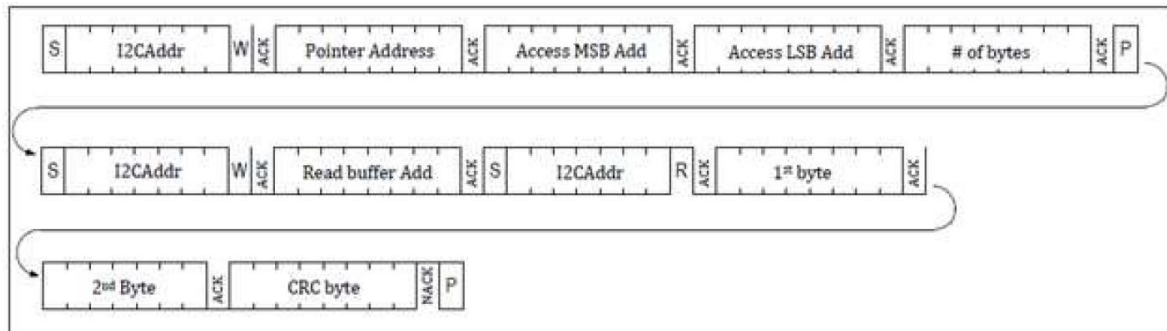 S I2CAddr W ACK Pointer Address ACK Access MSB Add ACK Access LSB Add ACK # of bytes ACK P
S I2CAddr W ACK Read buffer Add ACK S I2CAddr R ACK 1st byte ACK
2nd Byte ACK CRC byte NACK P